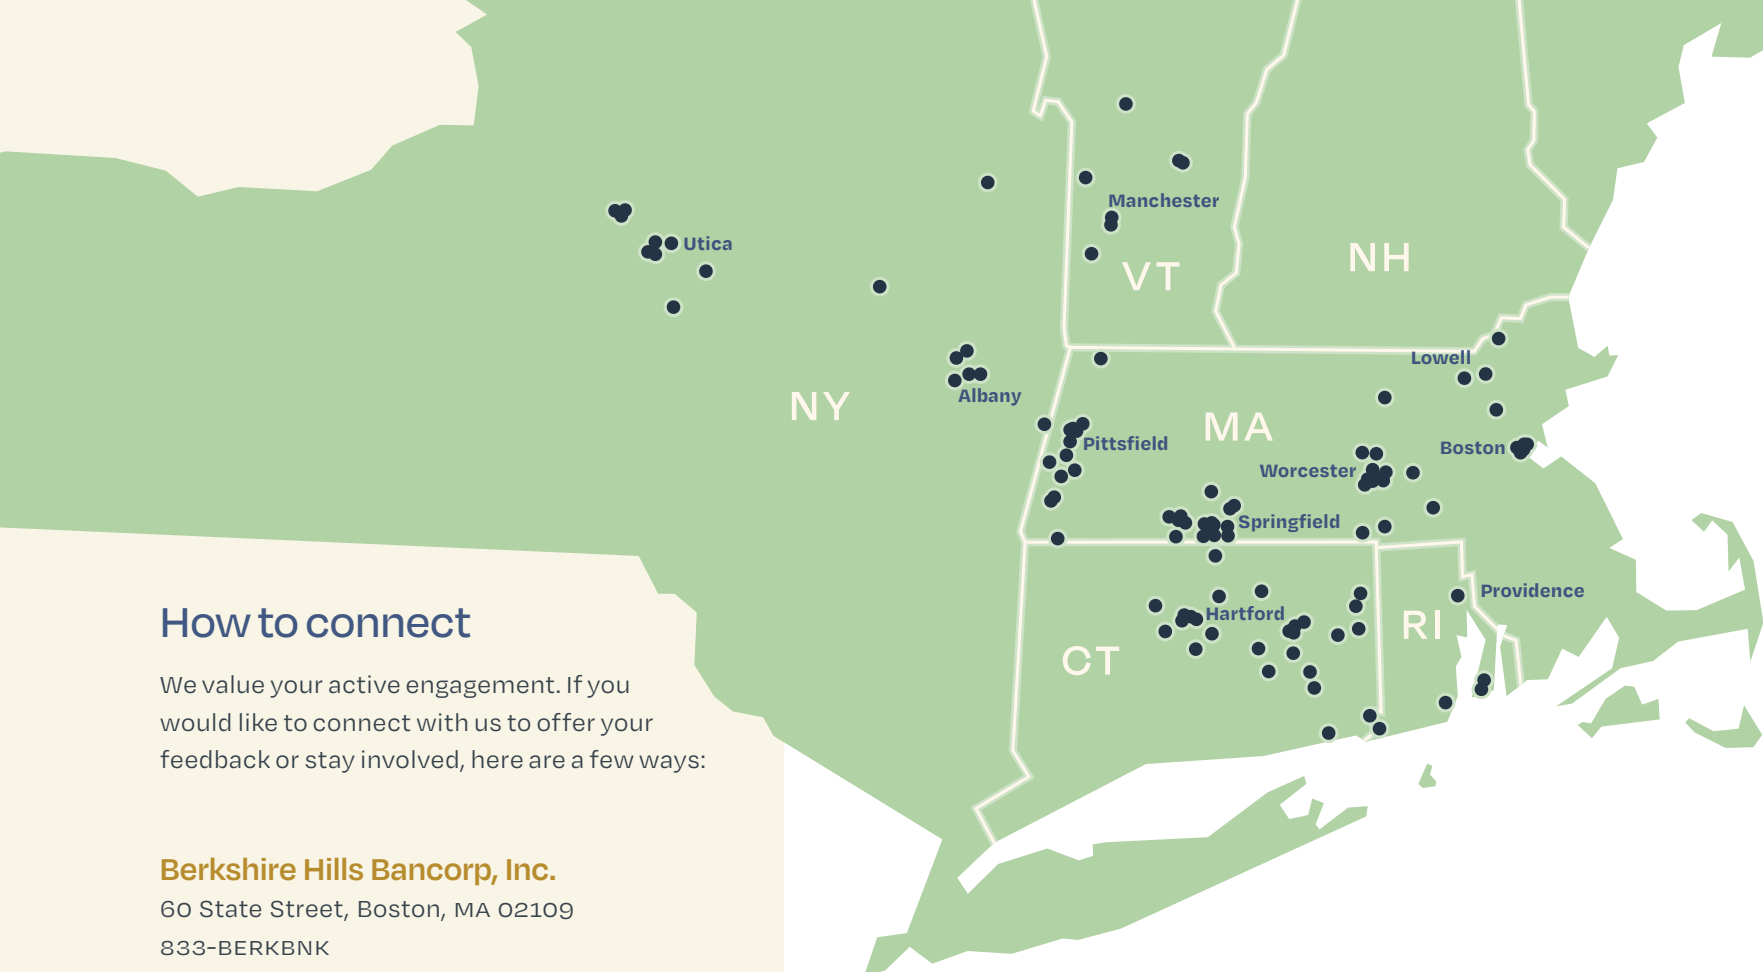 Manchester
Utica
NH
VT
Lowell
Albany
NY
MA
Pittsfield
Boston
Worcester
Springfield
Providence
Hartford
RI
CT
How to connect
We value your active engagement. If you
would like to connect with us to offer your
feedback or stay involved, here are a few ways:
Berkshire Hills Bancorp, Inc.
60 State Street, Boston, MA 02109
833-BERKBNK